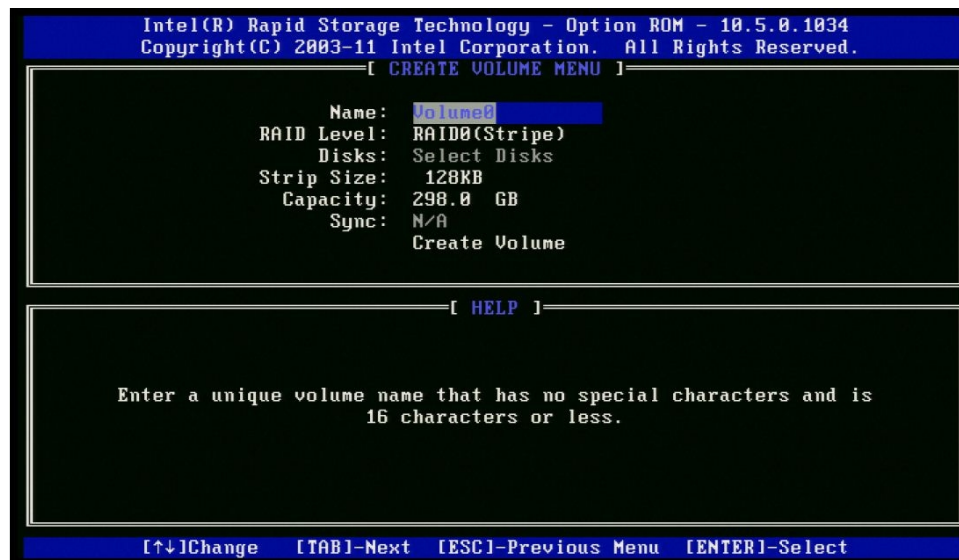 Intel(R) Rapid Storage Technology - Option ROM - 10.5.0.1034
Copyright(C) 2003-11 Intel Corporation. All Rights Reserved.
[ CREATE VOLUME MENU ]
Name: Volume0
RAID Level: RAID0(Stripe)
Disks: Select Disks
Strip Size: 128KB
Capacity: 298.0 GB
Sync: N/A
Create Volume
[ HELP ]
Enter a unique volume name that has no special characters and is
16 characters or less.
[↑↓]Change [TAB]-Next [ESC]-Previous Menu [ENTER]-Select